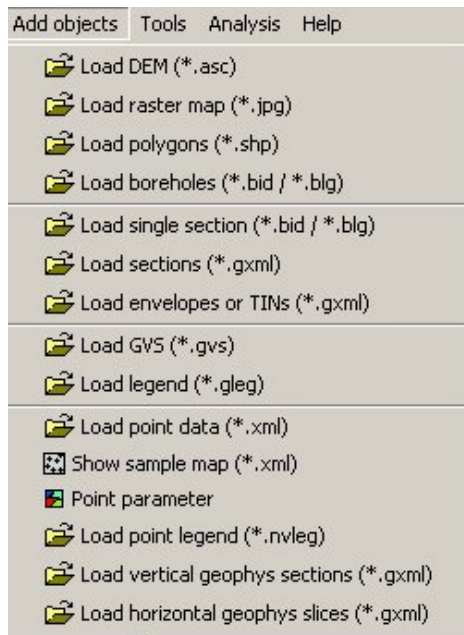 Add objects Tools Analysis Help
Load DEM (*.asc)
Load raster map (*.jpg)
Load polygons (*.shp)
Load boreholes (*.bid / *.blg)
Load single section (*.bid / *.blg)
Load sections (*.gxml)
Load envelopes or TINs (*.gxml)
Load GVS (*.gvs)
Load legend (*.gleg)
Load point data (*.xml)
Show sample map (*.xml)
Point parameter
Load point legend (*.nvleg)
Load vertical geophys sections (*.gxml)
Load horizontal geophys slices (*.gxml)